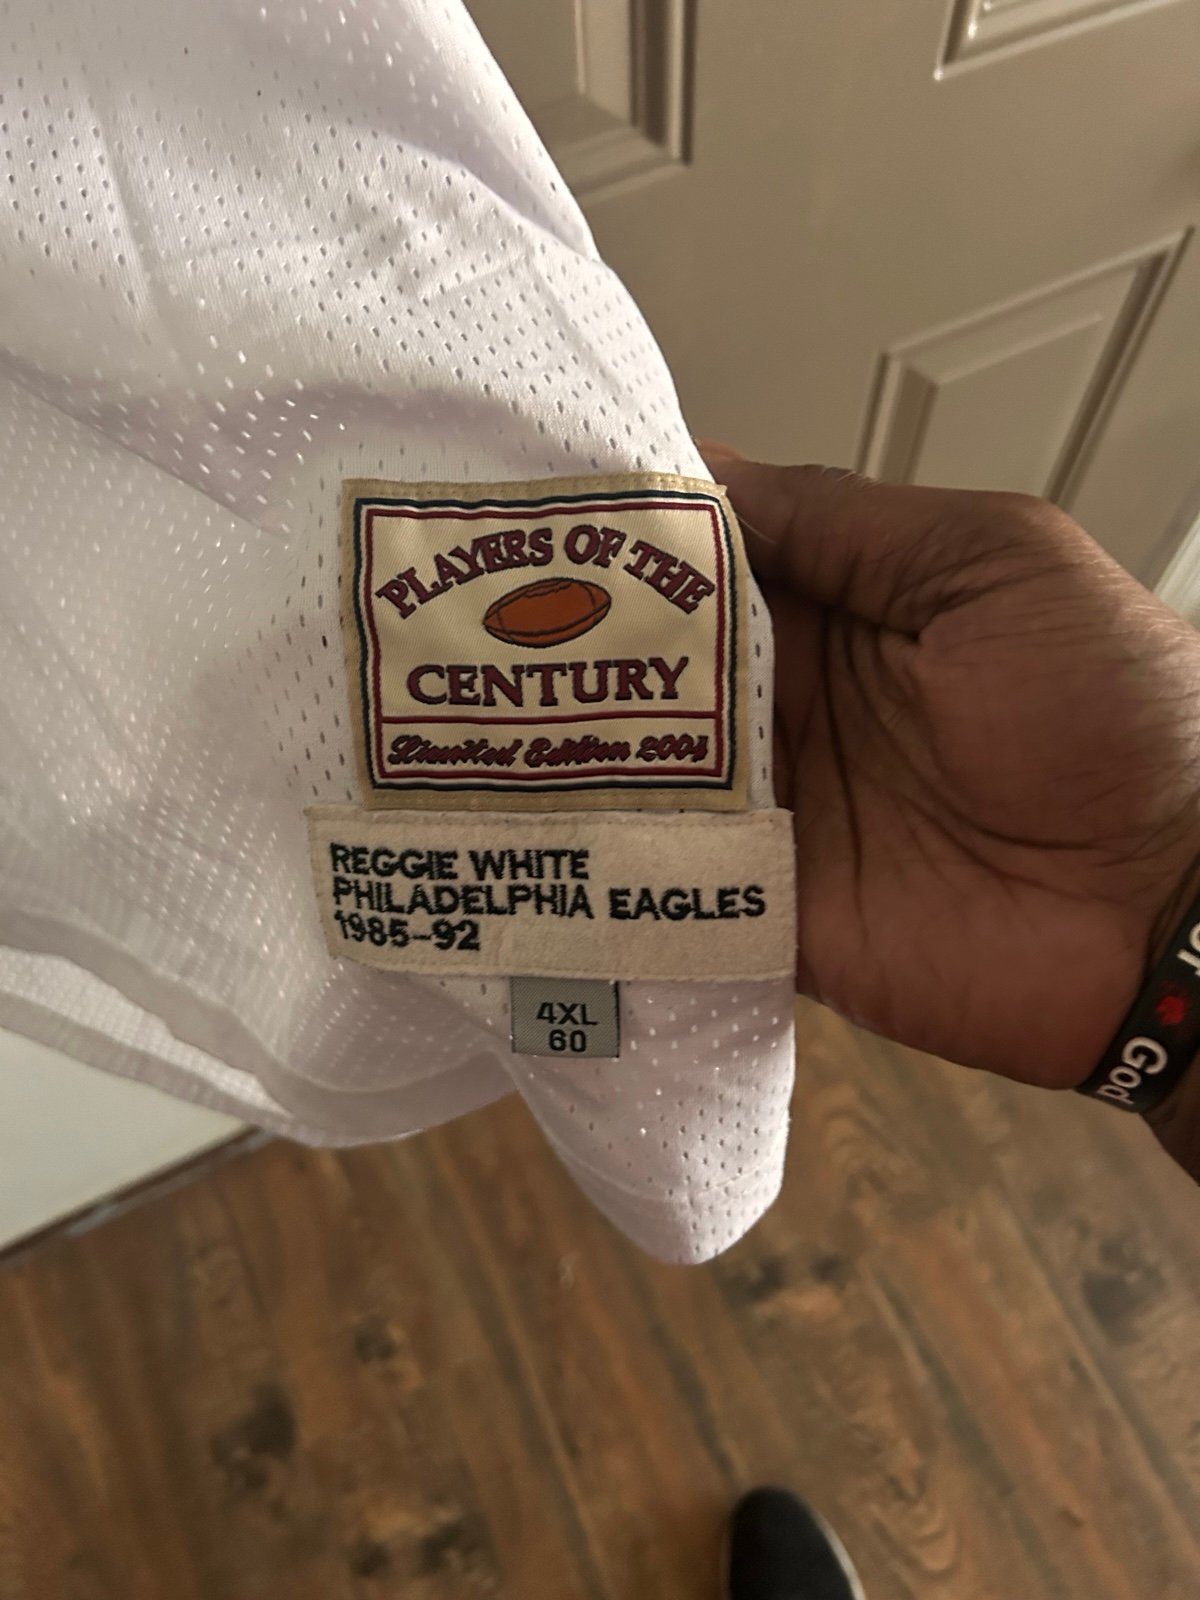 PLAYERS OF THE
CENTURY
Limited Edition 2004
REGGIE WHITE
PHILADELPHIA EAGLES
1985-92
4XL
60
God